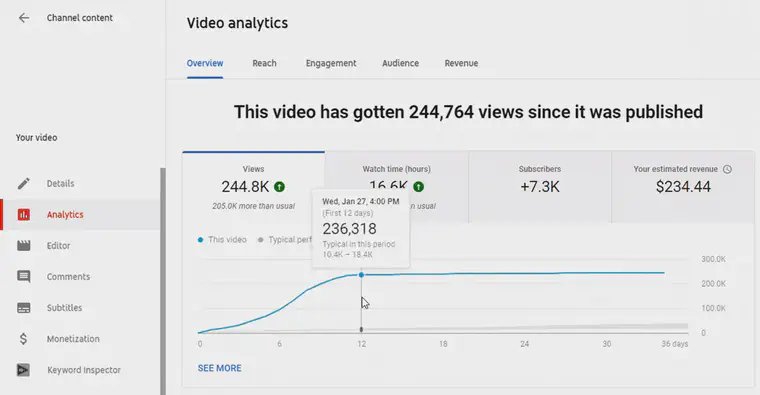 Channel content
Video analytics
Overview Reach Engagement Audience Revenue
This video has gotten 244,764 views since it was published
Your video
Details
Analytics
Editor
Comments
Subtitles
Monetization
Keyword Inspector
Views Watch time (hours) Subscribers Your estimated revenue
244.8K 16.6K +7.3K $234.44
205.0K more than usual n usual
Wed, Jan 27, 4:00 PM
(First 12 days)
236,318
Typical in this period
10.4K – 18.4K
This video Typical perf
300.0K
200.0K
100.0K
0
0 6 12 18 24 30 36 days
SEE MORE